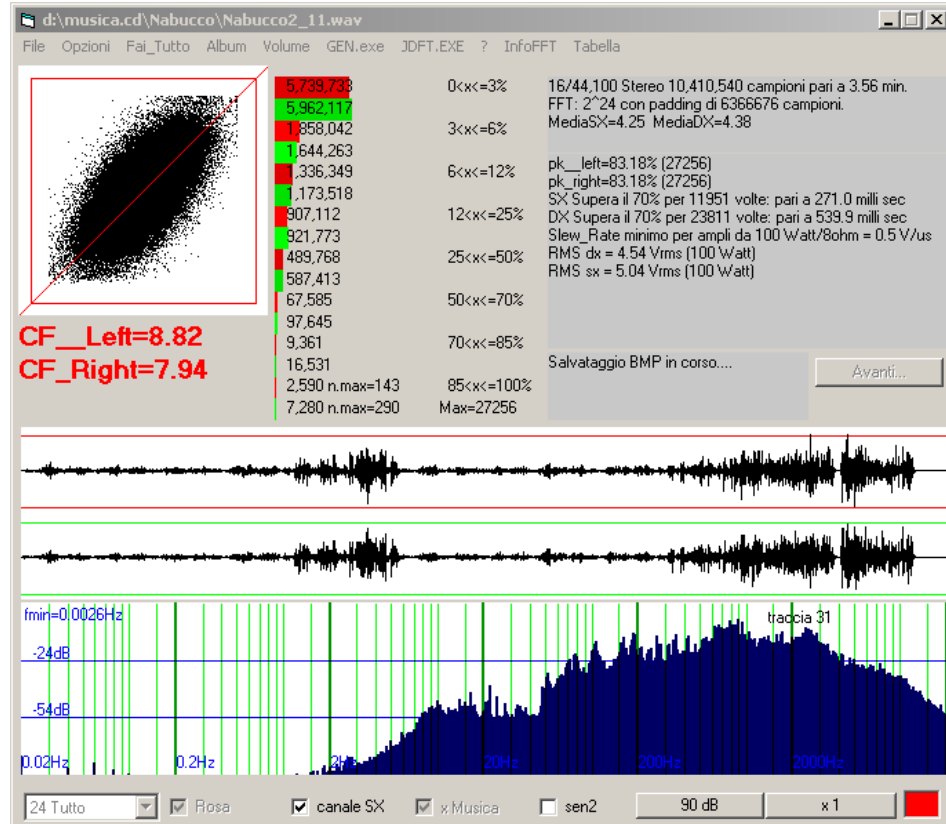 d:\musica.cd\Nabucco\Nabucco2_11.wav
File Opzioni Fai_Tutto Album Volume GEN.exe JDFT.EXE ? InfoFFT Tabella
5,739,733 0<x<=3%
5,962,117
1,858,042 3<x<=6%
1,644,263
1,336,349 6<x<=12%
1,173,518
907,112 12<x<=25%
921,773
489,768 25<x<=50%
587,413
67,585 50<x<=70%
97,645
9,361 70<x<=85%
16,531
2,590 n.max=143 85<x<=100%
7,280 n.max=290 Max=27256
CF__Left=8.82
CF_Right=7.94
16/44,100 Stereo 10,410,540 campioni pari a 3.56 min.
FFT: 2^24 con padding di 6366676 campioni.
MediaSX=4.25 MediaDX=4.38
pk__left=83.18% (27256)
pk_right=83.18% (27256)
SX Supera il 70% per 11951 volte: pari a 271.0 milli sec
DX Supera il 70% per 23811 volte: pari a 539.9 milli sec
Slew_Rate minimo per ampli da 100 Watt/8ohm = 0.5 V/us
RMS dx = 4.54 Vrms (100 Watt)
RMS sx = 5.04 Vrms (100 Watt)
Salvataggio BMP in corso....
Avanti...
fmin=0.0026Hz traccia 31
-24dB
-54dB
0.02Hz 0.2Hz 2Hz 20Hz 200Hz 2000Hz
24 Tutto Rosa canale SX x Musica sen2 90 dB x 1